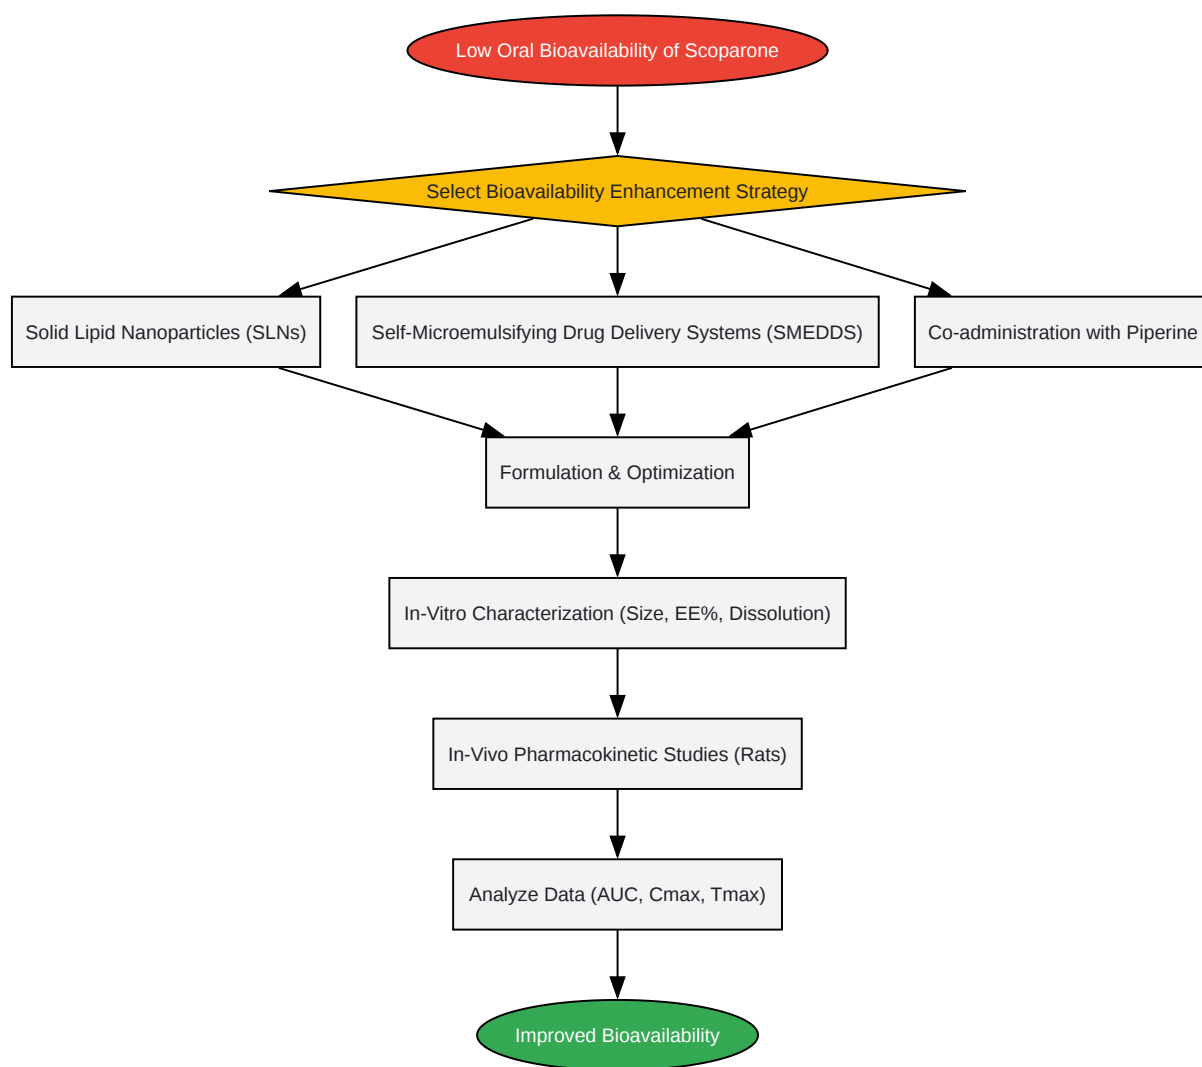 Low Oral Bioavailability of Scoparone
Select Bioavailability Enhancement Strategy
Solid Lipid Nanoparticles (SLNs)
Self-Microemulsifying Drug Delivery Systems (SMEDDS)
Co-administration with Piperine
Formulation & Optimization
In-Vitro Characterization (Size, EE%, Dissolution)
In-Vivo Pharmacokinetic Studies (Rats)
Analyze Data (AUC, Cmax, Tmax)
Improved Bioavailability